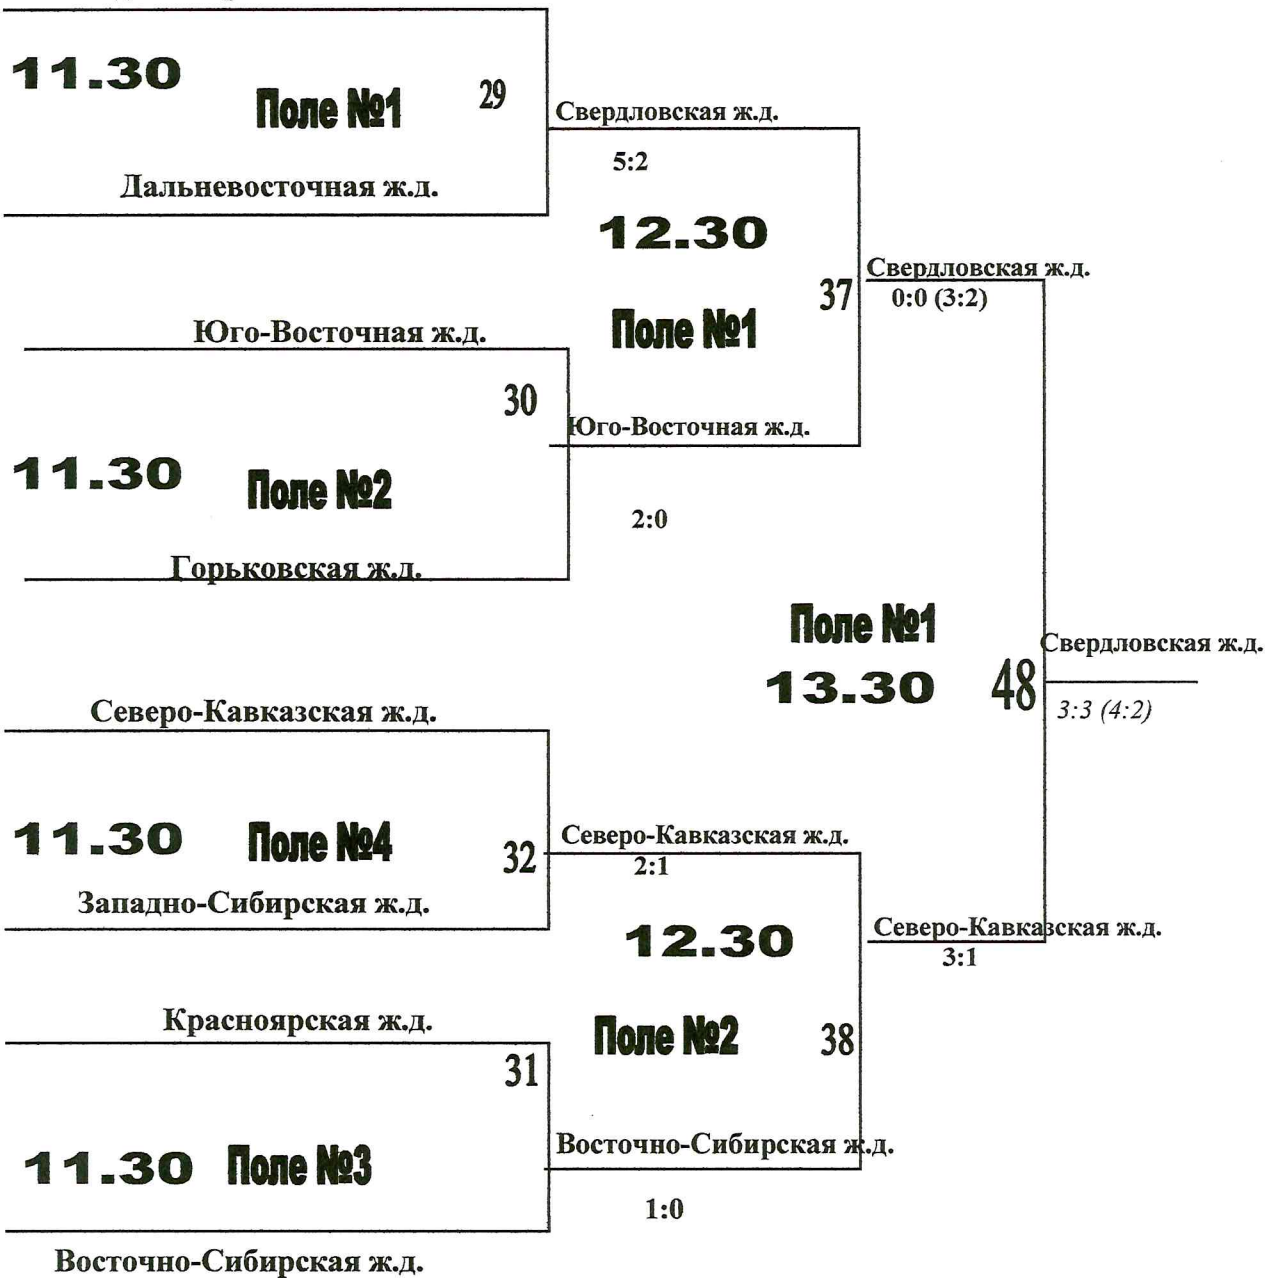 11.30
Поле №1
29
Свердловская ж.д.
5:2
Дальневосточная ж.д.
12.30
Свердловская ж.д.
37
0:0 (3:2)
Поле №1
Юго-Восточная ж.д.
30
Юго-Восточная ж.д.
11.30
Поле №2
2:0
Горьковская ж.д.
Поле №1
Свердловская ж.д.
13.30
48
3:3 (4:2)
Северо-Кавказская ж.д.
11.30
Поле №4
32
Северо-Кавказская ж.д.
2:1
Западно-Сибирская ж.д.
12.30
Северо-Кавказская ж.д.
3:1
Красноярская ж.д.
Поле №2
38
31
Восточно-Сибирская ж.д.
11.30
Поле №3
1:0
Восточно-Сибирская ж.д.